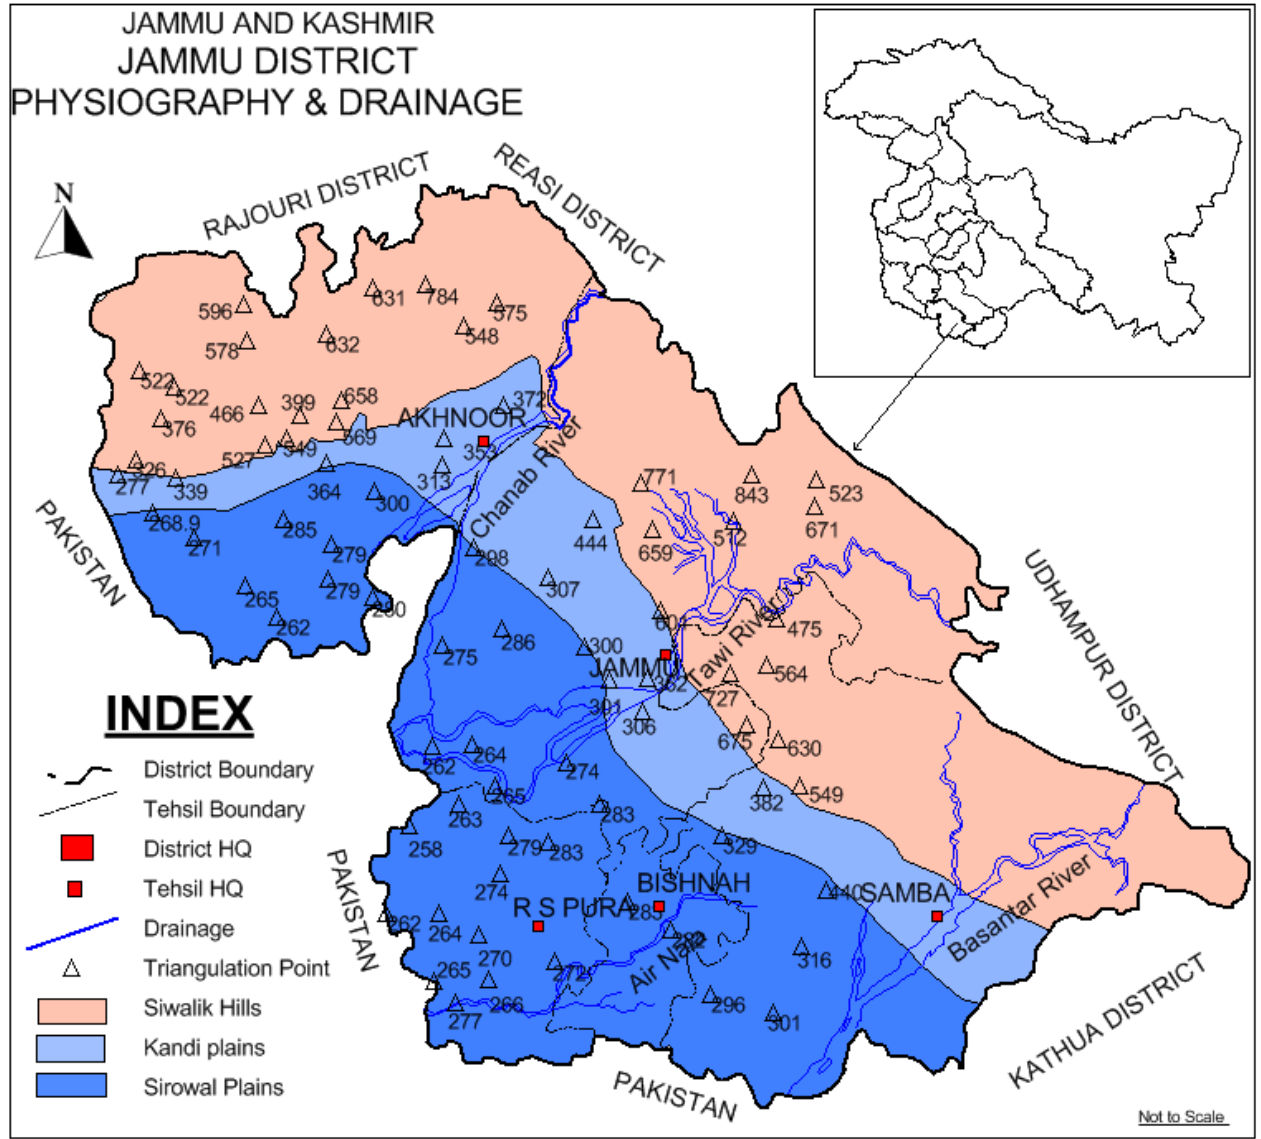 JAMMU AND KASHMIR
JAMMU DISTRICT
PHYSIOGRAPHY & DRAINAGE
RAJOURI DISTRICT
REASI DISTRICT
N
596
631
784
575
578
632
548
522
522
466
399
658
372
376
AKHNOOR
569
549
527
353
326
277
339
364
313
Chanab River
771
843
523
300
671
268.9
285
444
659
512
271
279
298
PAKISTAN
265
279
307
262
UDHAMPUR DISTRICT
475
286
275
300
Tawi River
JAMMU
564
727
301
306
675
630
INDEX
262
264
274
District Boundary
382
549
265
Tehsil Boundary
263
283
258
279
283
329
District HQ
274
Tehsil HQ
BISHNAH
440
SAMBA
R S PURA
285
Drainage
PAKISTAN
262
264
282
Basantar River
270
316
Triangulation Point
265
Air Nala
266
296
Siwalik Hills
277
301
Kandi plains
KATHUA DISTRICT
Sirowal Plains
PAKISTAN
Not to Scale